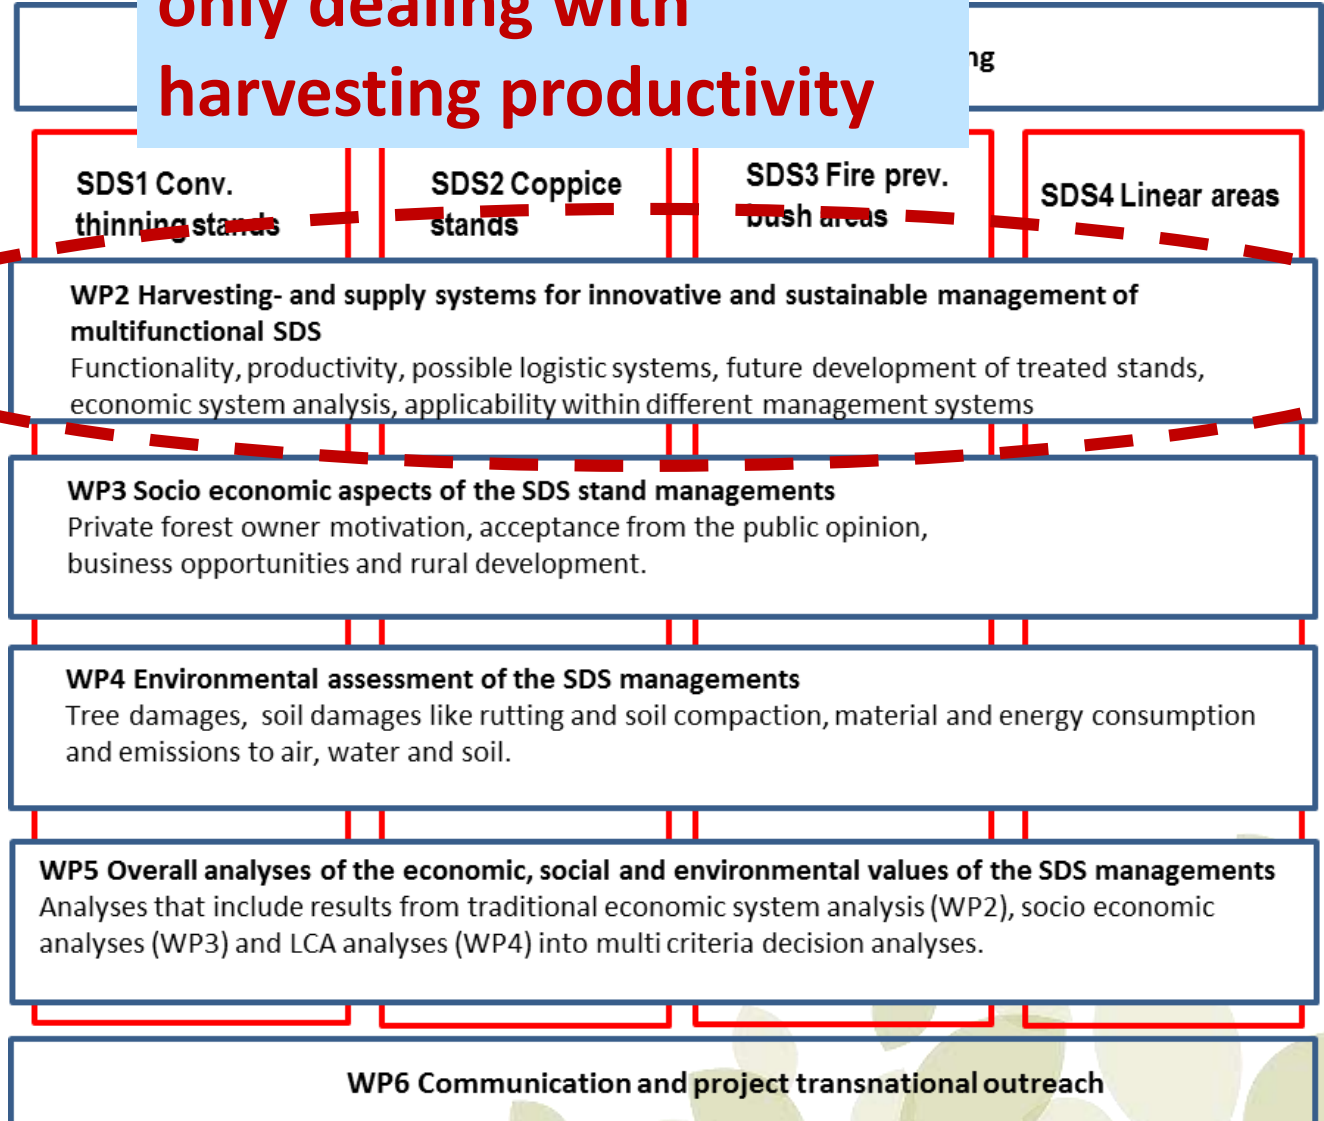 only dealing with
harvesting productivity
SDS1 Conv.
thinning stands
SDS2 Coppice
stands
SDS3 Fire prev.
bush areas
SDS4 Linear areas
WP2 Harvesting- and supply systems for innovative and sustainable management of
multifunctional SDS
Functionality, productivity, possible logistic systems, future development of treated stands,
economic system analysis, applicability within different management systems
WP3 Socio economic aspects of the SDS stand managements
Private forest owner motivation, acceptance from the public opinion,
business opportunities and rural development.
WP4 Environmental assessment of the SDS managements
Tree damages, soil damages like rutting and soil compaction, material and energy consumption
and emissions to air, water and soil.
WP5 Overall analyses of the economic, social and environmental values of the SDS managements
Analyses that include results from traditional economic system analysis (WP2), socio economic
analyses (WP3) and LCA analyses (WP4) into multi criteria decision analyses.
WP6 Communication and project transnational outreach